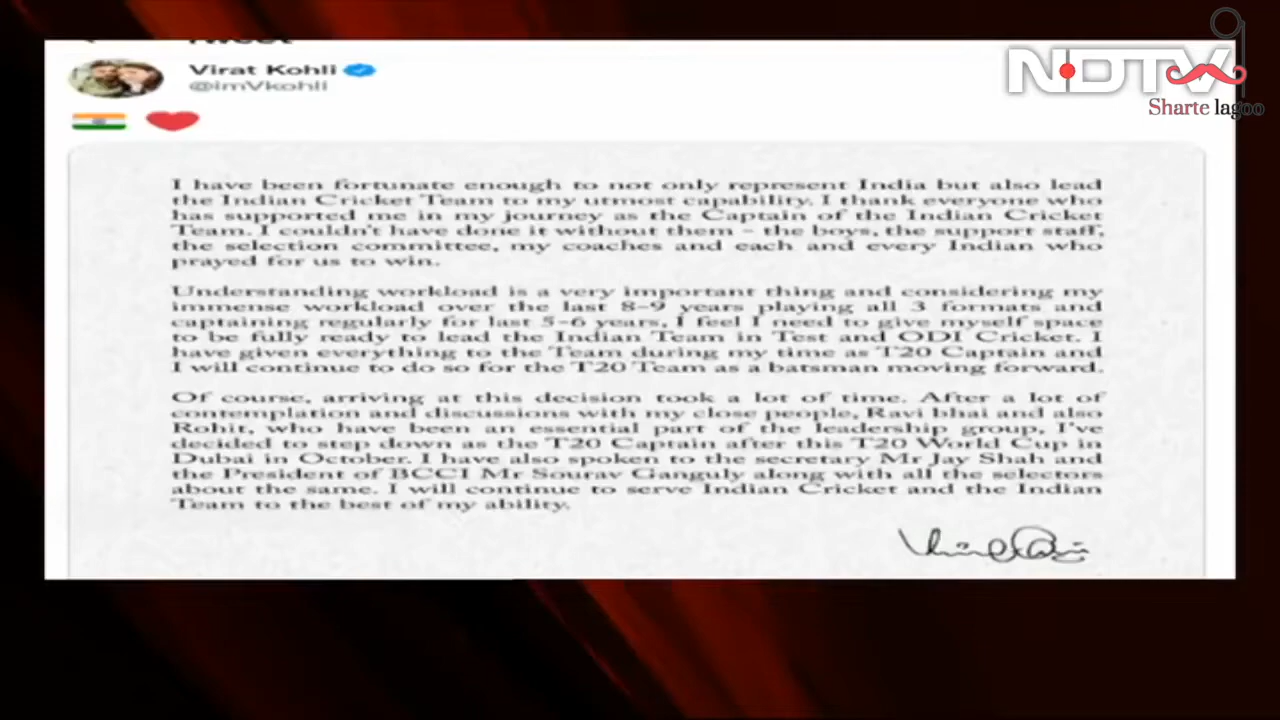 Tweet
NDTV
Sharte lagoo
Virat Kohli
@imVkohli
I have been fortunate enough to not only represent India but also lead
the Indian Cricket Team to my utmost capability. I thank everyone who
has supported me in my journey as the Captain of the Indian Cricket
Team. I couldn't have done it without them - the boys, the support staff,
the selection committee, my coaches and each and every Indian who
prayed for us to win.
Understanding workload is a very important thing and considering my
immense workload over the last 8-9 years playing all 3 formats and
captaining regularly for last 5-6 years, I feel I need to give myself space
to be fully ready to lead the Indian Team in Test and ODI Cricket. I
have given everything to the Team during my time as T20 Captain and
I will continue to do so for the T20 Team as a batsman moving forward.
Of course, arriving at this decision took a lot of time. After a lot of
contemplation and discussions with my close people, Ravi bhai and also
Rohit, who have been an essential part of the leadership group, I've
decided to step down as the T20 Captain after this T20 World Cup in
Dubai in October. I have also spoken to the secretary Mr Jay Shah and
the President of BCCI Mr Sourav Ganguly along with all the selectors
about the same. I will continue to serve Indian Cricket and the Indian
Team to the best of my ability.